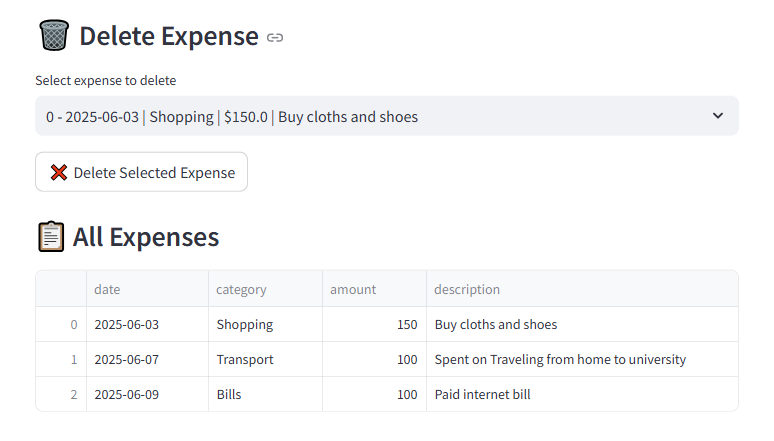 Delete Expense
Select expense to delete
0 - 2025-06-03 | Shopping | $150.0 | Buy cloths and shoes
Delete Selected Expense
All Expenses
date category amount description
0 2025-06-03 Shopping 150 Buy cloths and shoes
1 2025-06-07 Transport 100 Spent on Traveling from home to university
2 2025-06-09 Bills 100 Paid internet bill